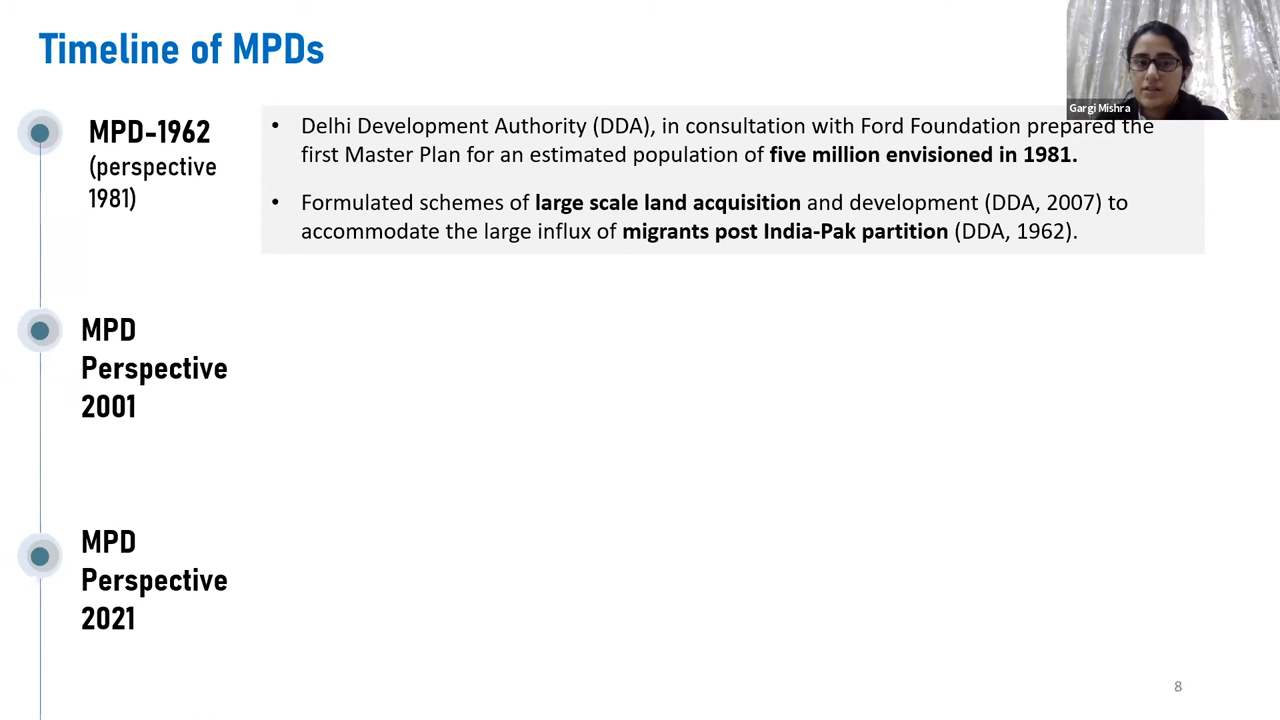 Timeline of MPDs
Gargi Mishra
MPD-1962
(perspective
1981)
• Delhi Development Authority (DDA), in consultation with Ford Foundation prepared the
first Master Plan for an estimated population of five million envisioned in 1981.
• Formulated schemes of large scale land acquisition and development (DDA, 2007) to
accommodate the large influx of migrants post India-Pak partition (DDA, 1962).
MPD
Perspective
2001
MPD
Perspective
2021
8